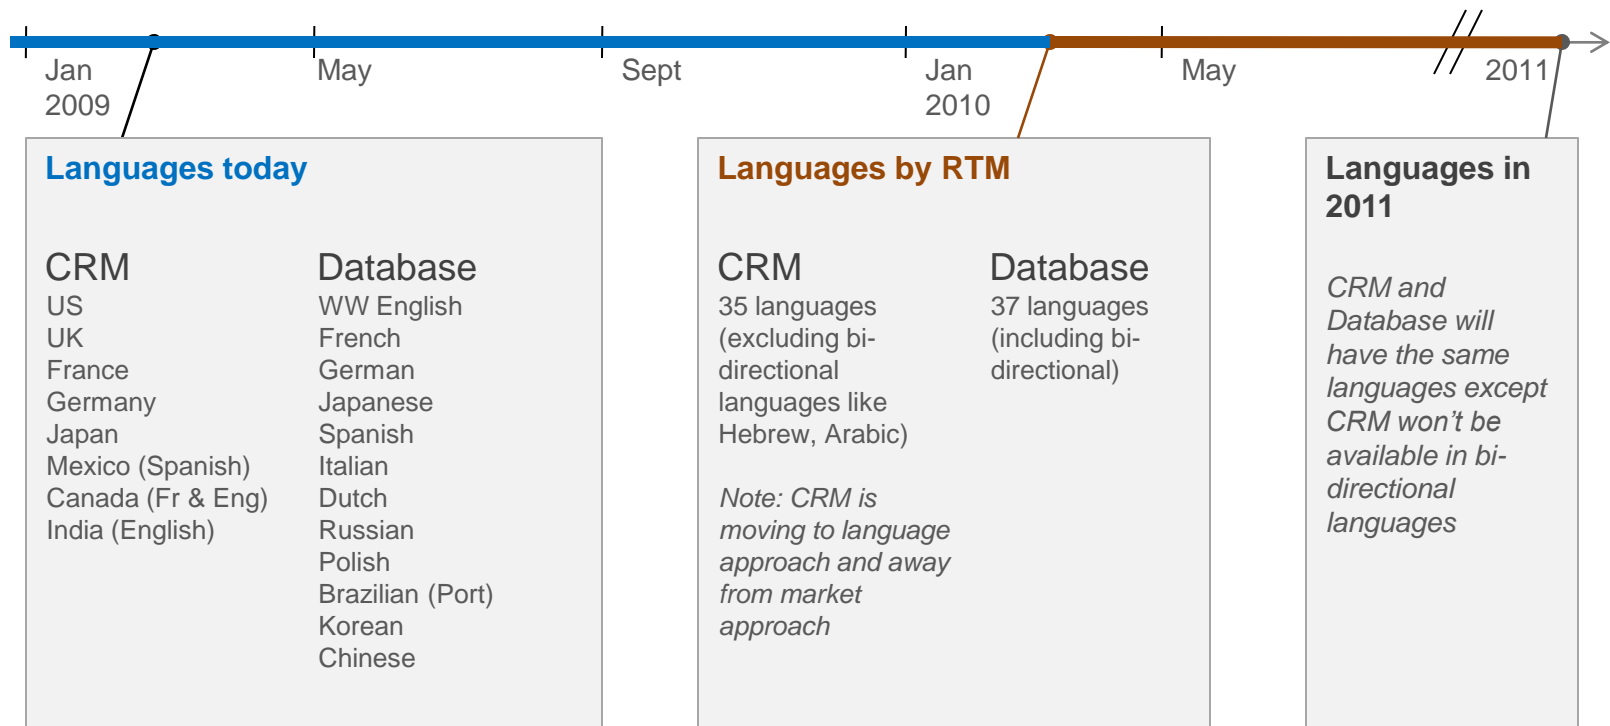 Jan
2009
May
Sept
Jan
2010
May
2011
Languages today
CRM
US
UK
France
Germany
Japan
Mexico (Spanish)
Canada (Fr & Eng)
India (English)
Database
WW English
French
German
Japanese
Spanish
Italian
Dutch
Russian
Polish
Brazilian (Port)
Korean
Chinese
Languages by RTM
CRM
35 languages
(excluding bi-
directional
languages like
Hebrew, Arabic)
Note: CRM is
moving to language
approach and away
from market
approach
Database
37 languages
(including bi-
directional)
Languages in
2011
CRM and
Database will
have the same
languages except
CRM won’t be
available in bi-
directional
languages